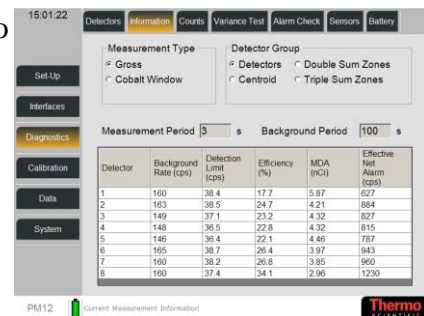 15:01:22
Detectors Information Counts Variance Test Alarm Check Sensors Battery
Set-Up
Interfaces
Diagnostics
Calibration
Data
System
Measurement Type
Gross
Cobalt Window
Detector Group
Detectors Double Sum Zones
Centroid Triple Sum Zones
Measurement Period 3 s Background Period 100 s
Detector Background Rate (cps) Detection Limit (cps) Efficiency (%) MDA (nCi) Effective Net Alarm (cps)
1 160 38.4 17.7 5.87 627
2 163 38.5 24.7 4.21 884
3 149 37.1 23.2 4.32 827
4 148 36.5 22.8 4.32 815
5 146 36.4 22.1 4.46 787
6 165 38.7 26.4 3.97 943
7 160 38.2 26.8 3.85 960
8 160 37.4 34.1 2.96 1230
PM12 Current Measurement Information
Thermo
SCIENTIFIC